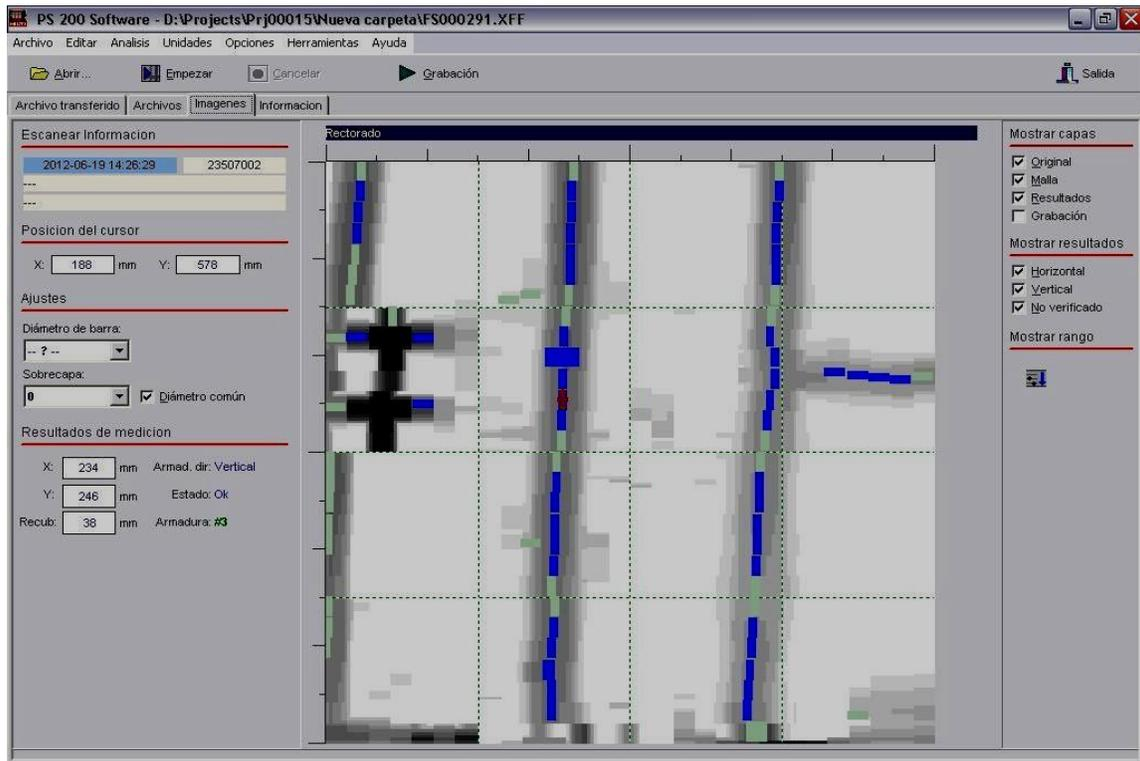 PS 200 Software - D:\Projects\Prj00015\Nueva carpeta\FS000291.XFF
Archivo Editar Analisis Unidades Opciones Herramientas Ayuda
Abrir... Empezar Cancelar Grabación Salida
Archivo transferido Archivos Imagenes Informacion
Escanear Informacion
2012-06-19 14:26:29 23507002
---
---
Posicion del cursor
X: 188 mm Y: 578 mm
Ajustes
Diámetro de barra:
-- ? --
Sobrecapa:
0 Diámetro común
Resultados de medicion
X: 234 mm Armad. dir: Vertical
Y: 246 mm Estado: Ok
Recub: 38 mm Armadura: #3
Rectorado
Mostrar capas
Original
Malla
Resultados
Grabación
Mostrar resultados
Horizontal
Vertical
No verificado
Mostrar rango